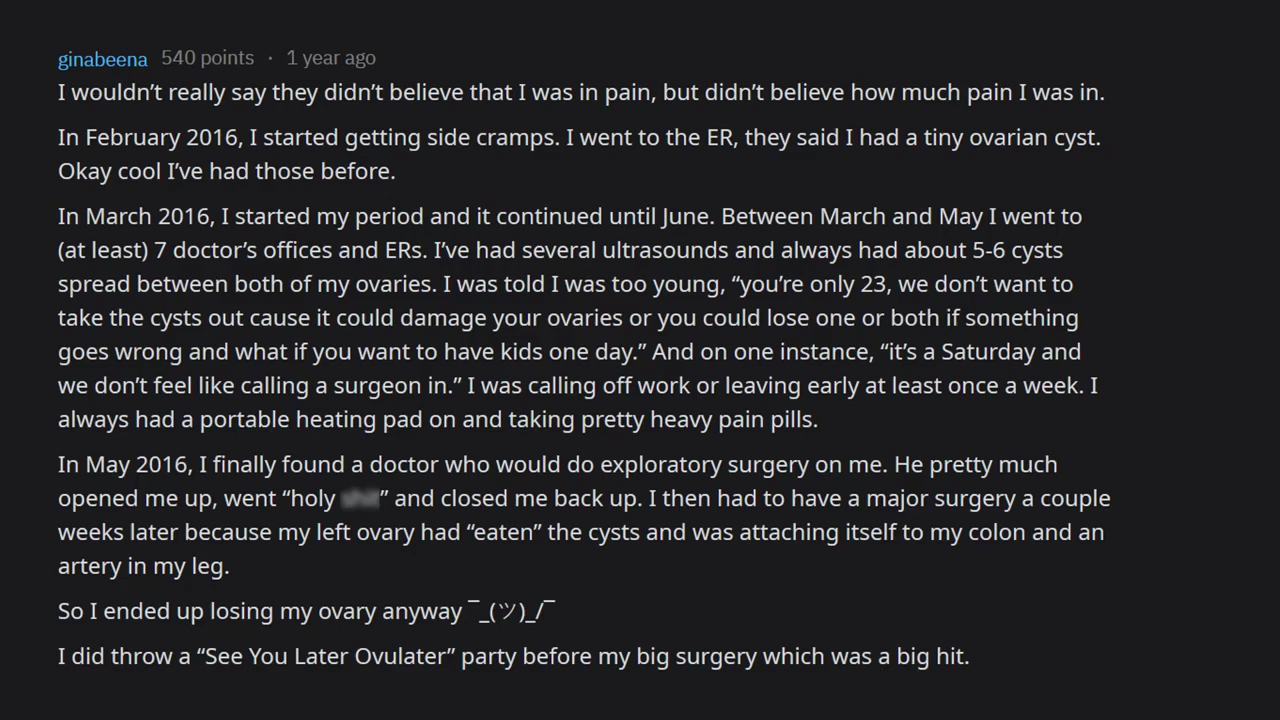 ginabeena 540 points · 1 year ago
I wouldn’t really say they didn’t believe that I was in pain, but didn’t believe how much pain I was in.
In February 2016, I started getting side cramps. I went to the ER, they said I had a tiny ovarian cyst.
Okay cool I’ve had those before.
In March 2016, I started my period and it continued until June. Between March and May I went to
(at least) 7 doctor’s offices and ERs. I’ve had several ultrasounds and always had about 5-6 cysts
spread between both of my ovaries. I was told I was too young, “you’re only 23, we don’t want to
take the cysts out cause it could damage your ovaries or you could lose one or both if something
goes wrong and what if you want to have kids one day.” And on one instance, “it’s a Saturday and
we don’t feel like calling a surgeon in.” I was calling off work or leaving early at least once a week. I
always had a portable heating pad on and taking pretty heavy pain pills.
In May 2016, I finally found a doctor who would do exploratory surgery on me. He pretty much
opened me up, went “holy ” and closed me back up. I then had to have a major surgery a couple
weeks later because my left ovary had “eaten” the cysts and was attaching itself to my colon and an
artery in my leg.
So I ended up losing my ovary anyway ¯_(ツ)_/¯
I did throw a “See You Later Ovulater” party before my big surgery which was a big hit.